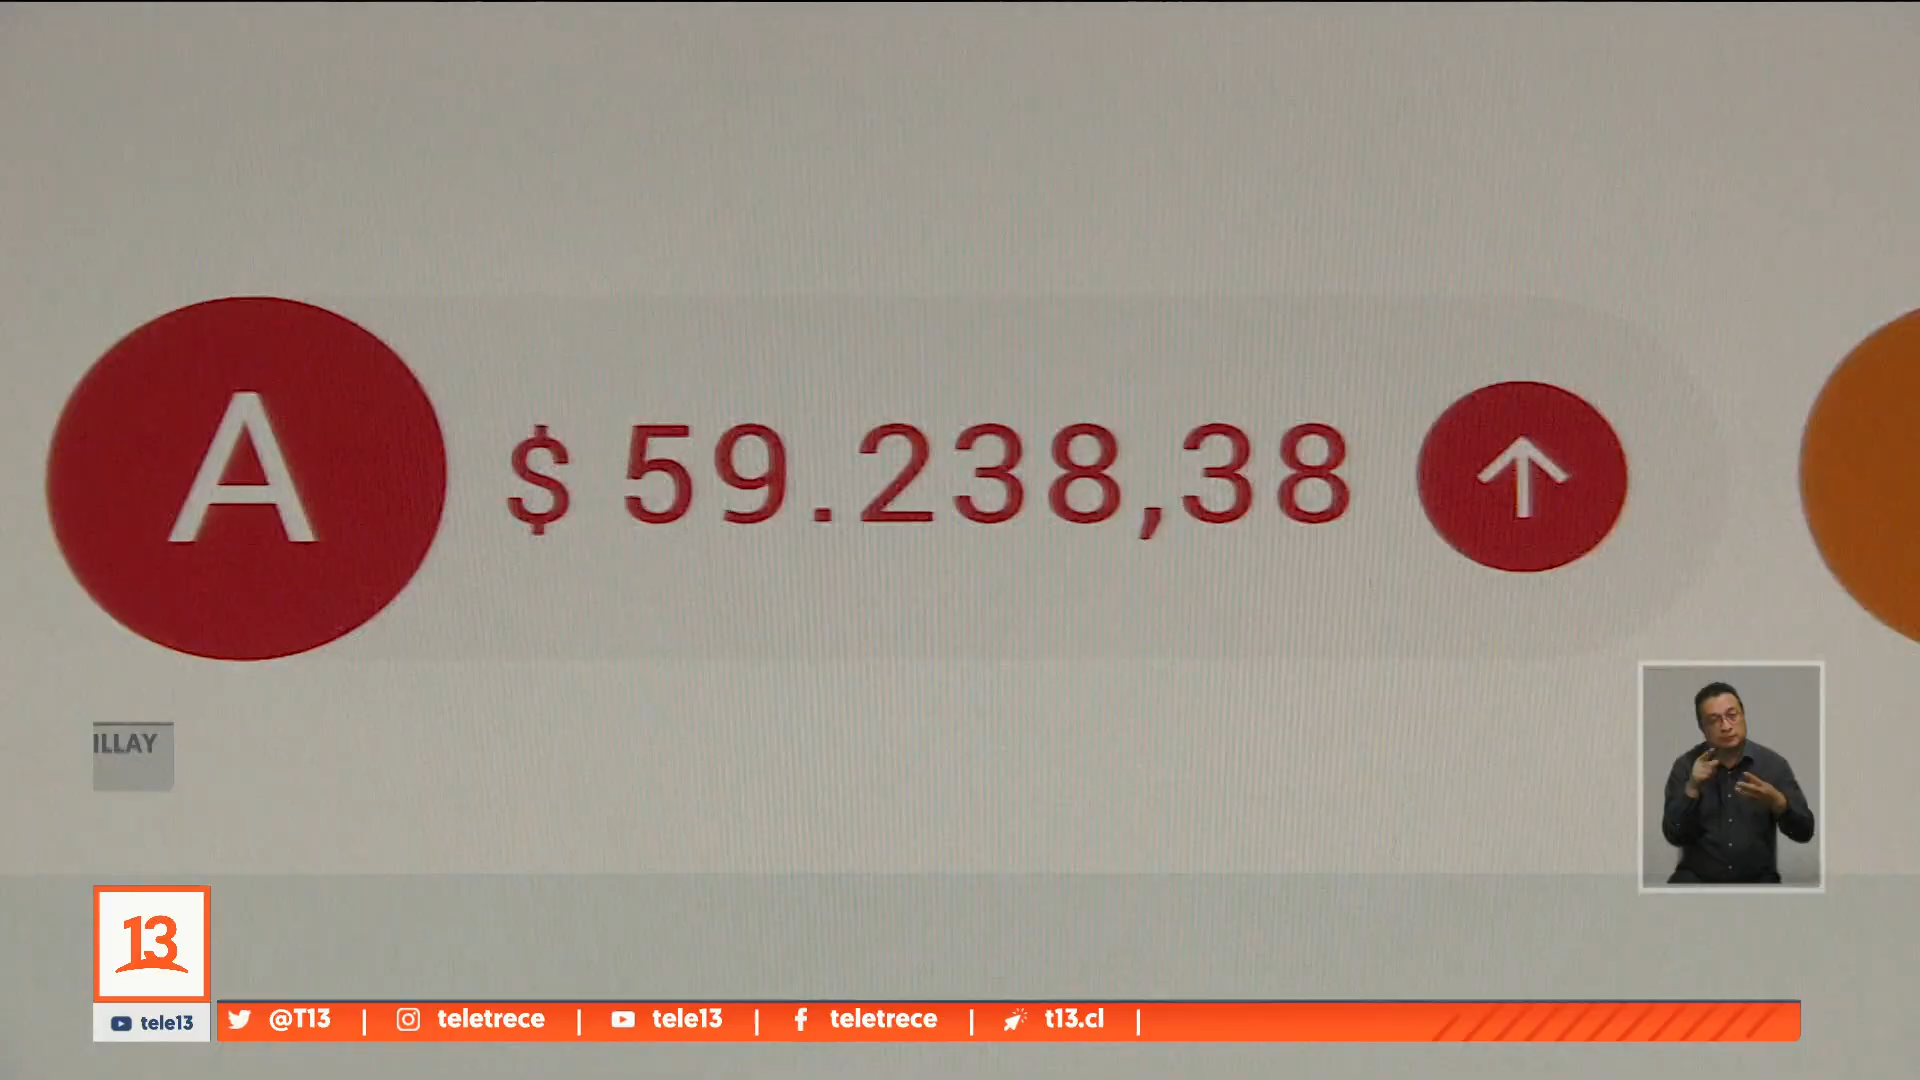 A $ 59.238,38
ILLAY
13
tele13
@T13 | teletrece | tele13 | teletrece | t13.cl |